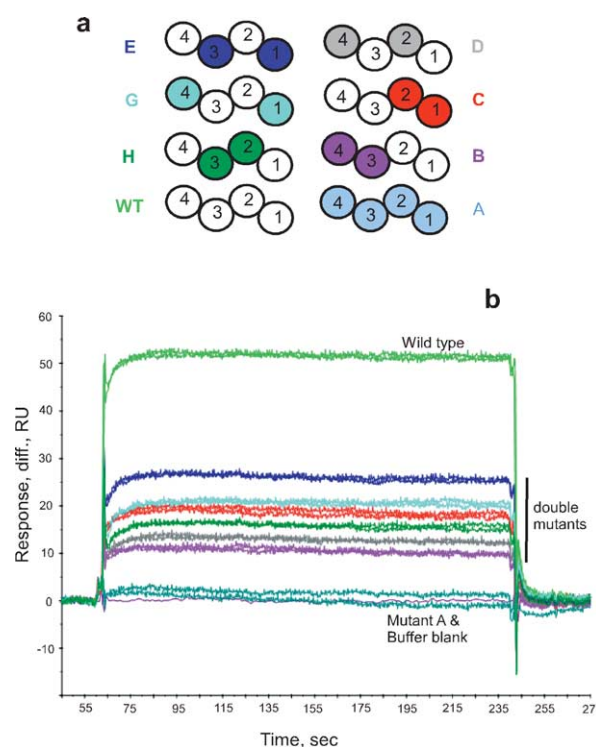 a
E 4 3 2 1 4 3 2 1 D
G 4 3 2 1 4 3 2 1 C
H 4 3 2 1 4 3 2 1 B
WT 4 3 2 1 4 3 2 1 A
b
60
50
40
30
20
10
0
-10
Response, diff., RU
Wild type
double
mutants
Mutant A &
Buffer blank
55 75 95 115 135 155 175 195 215 235 255 27
Time, sec